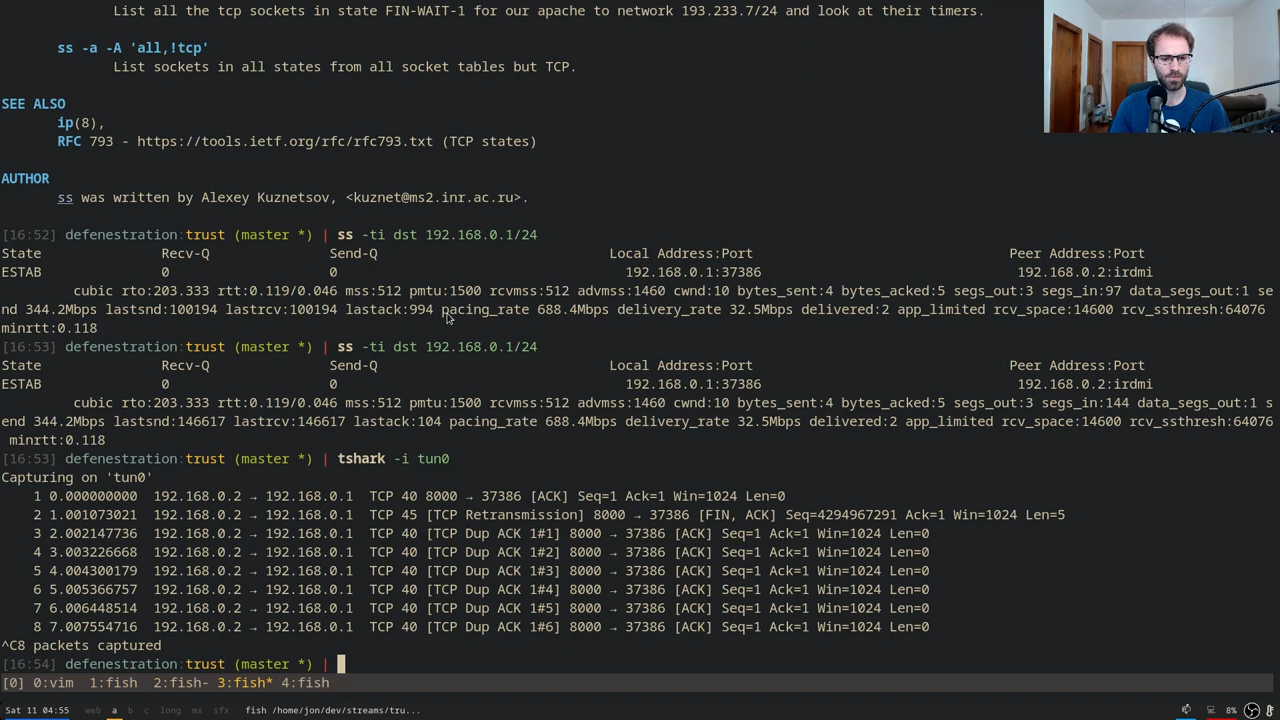 List all the tcp sockets in state FIN-WAIT-1 for our apache to network 193.233.7/24 and look at their timers.
ss -a -A 'all,!tcp'
List sockets in all states from all socket tables but TCP.
SEE ALSO
ip(8),
RFC 793 - https://tools.ietf.org/rfc/rfc793.txt (TCP states)
AUTHOR
ss was written by Alexey Kuznetsov, <kuznet@ms2.inr.ac.ru>.
[16:52] defenestration:trust (master *) | ss -ti dst 192.168.0.1/24
State Recv-Q Send-Q Local Address:Port Peer Address:Port
ESTAB 0 0 192.168.0.1:37386 192.168.0.2:irdmi
cubic rto:203.333 rtt:0.119/0.046 mss:512 pmtu:1500 rcvmss:512 advmss:1460 cwnd:10 bytes_sent:4 bytes_acked:5 segs_out:3 segs_in:97 data_segs_out:1 se
nd 344.2Mbps lastsnd:100194 lastrcv:100194 lastack:994 pacing_rate 688.4Mbps delivery_rate 32.5Mbps delivered:2 app_limited rcv_space:14600 rcv_ssthresh:64076
minrtt:0.118
[16:53] defenestration:trust (master *) | ss -ti dst 192.168.0.1/24
State Recv-Q Send-Q Local Address:Port Peer Address:Port
ESTAB 0 0 192.168.0.1:37386 192.168.0.2:irdmi
cubic rto:203.333 rtt:0.119/0.046 mss:512 pmtu:1500 rcvmss:512 advmss:1460 cwnd:10 bytes_sent:4 bytes_acked:5 segs_out:3 segs_in:144 data_segs_out:1 s
end 344.2Mbps lastsnd:146617 lastrcv:146617 lastack:104 pacing_rate 688.4Mbps delivery_rate 32.5Mbps delivered:2 app_limited rcv_space:14600 rcv_ssthresh:64076
minrtt:0.118
[16:53] defenestration:trust (master *) | tshark -i tun0
Capturing on 'tun0'
1 0.000000000 192.168.0.2 → 192.168.0.1 TCP 40 8000 → 37386 [ACK] Seq=1 Ack=1 Win=1024 Len=0
2 1.001073021 192.168.0.2 → 192.168.0.1 TCP 45 [TCP Retransmission] 8000 → 37386 [FIN, ACK] Seq=4294967291 Ack=1 Win=1024 Len=5
3 2.002147736 192.168.0.2 → 192.168.0.1 TCP 40 [TCP Dup ACK 1#1] 8000 → 37386 [ACK] Seq=1 Ack=1 Win=1024 Len=0
4 3.003226668 192.168.0.2 → 192.168.0.1 TCP 40 [TCP Dup ACK 1#2] 8000 → 37386 [ACK] Seq=1 Ack=1 Win=1024 Len=0
5 4.004300179 192.168.0.2 → 192.168.0.1 TCP 40 [TCP Dup ACK 1#3] 8000 → 37386 [ACK] Seq=1 Ack=1 Win=1024 Len=0
6 5.005366757 192.168.0.2 → 192.168.0.1 TCP 40 [TCP Dup ACK 1#4] 8000 → 37386 [ACK] Seq=1 Ack=1 Win=1024 Len=0
7 6.006448514 192.168.0.2 → 192.168.0.1 TCP 40 [TCP Dup ACK 1#5] 8000 → 37386 [ACK] Seq=1 Ack=1 Win=1024 Len=0
8 7.007554716 192.168.0.2 → 192.168.0.1 TCP 40 [TCP Dup ACK 1#6] 8000 → 37386 [ACK] Seq=1 Ack=1 Win=1024 Len=0
^C8 packets captured
[16:54] defenestration:trust (master *) |
[0] 0:vim 1:fish 2:fish- 3:fish* 4:fish
Sat 11 04:55 web a b c long mx sfx fish /home/jon/dev/streams/tru... 8%